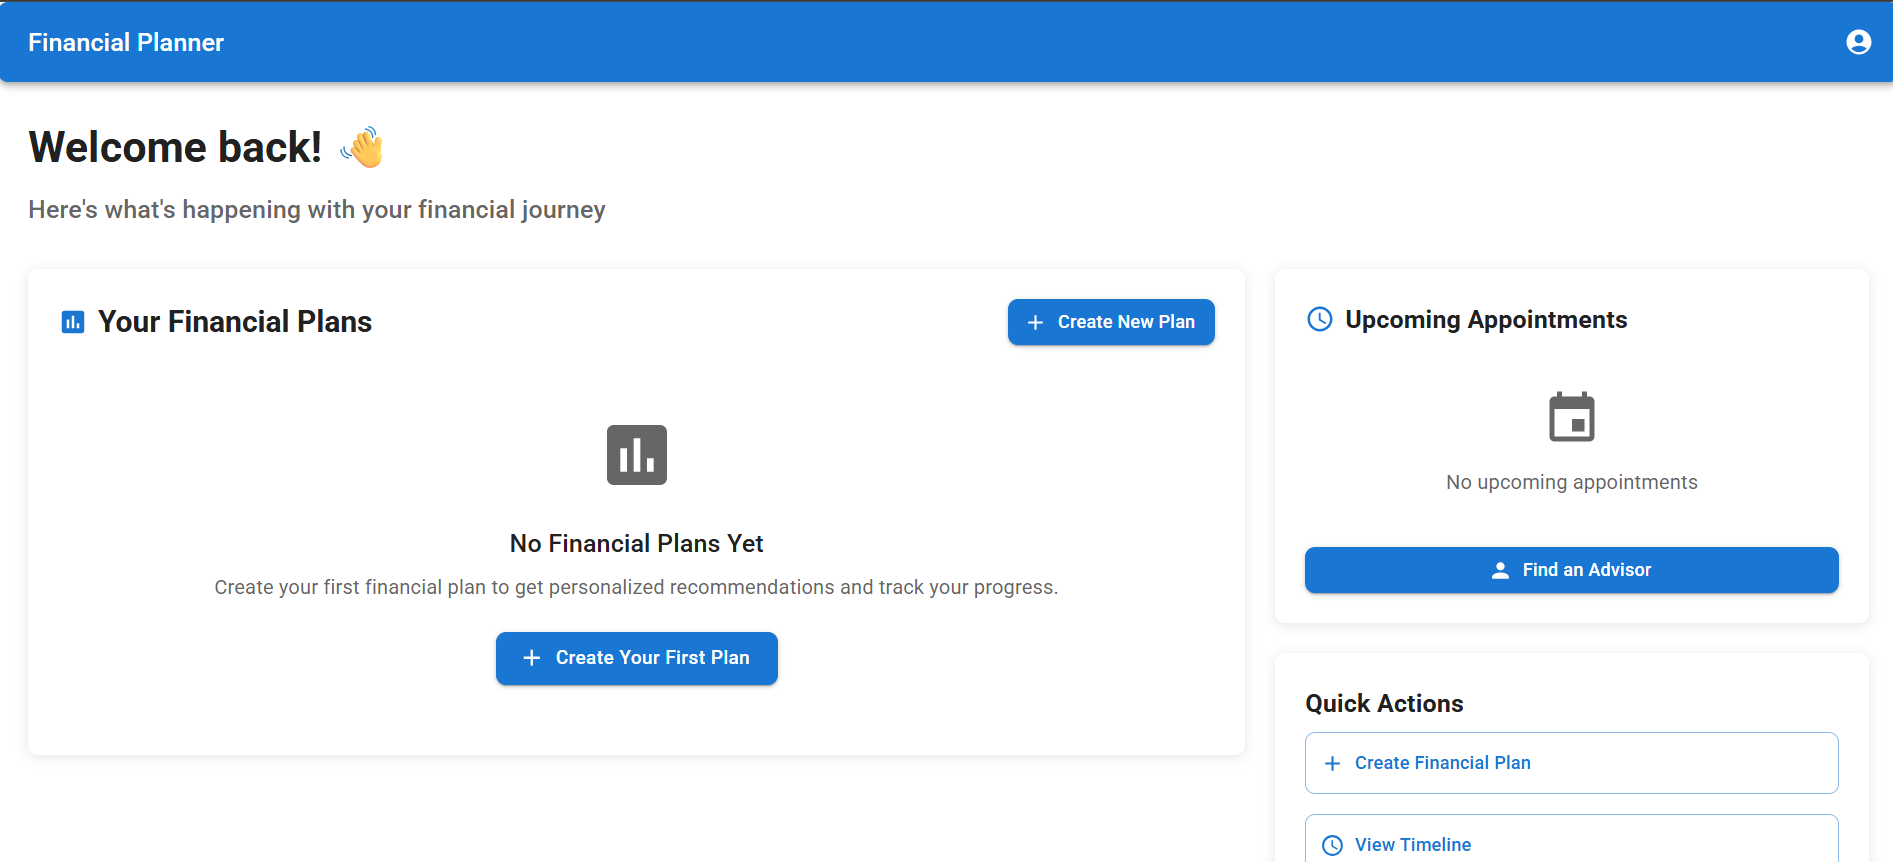 Financial Planner
Welcome back! 👋
Here's what's happening with your financial journey
Your Financial Plans
Create New Plan
No Financial Plans Yet
Create your first financial plan to get personalized recommendations and track your progress.
Create Your First Plan
Upcoming Appointments
No upcoming appointments
Find an Advisor
Quick Actions
Create Financial Plan
View Timeline